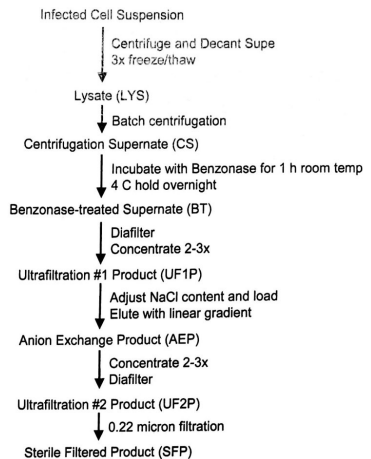 Infected Cell Suspension
Centrifuge and Decant Supe
3x freeze/thaw
Lysate (LYS)
Batch centrifugation
Centrifugation Supernate (CS)
Incubate with Benzonase for 1 h room temp
4 C hold overnight
Benzonase-treated Supernate (BT)
Diafilter
Concentrate 2-3x
Ultrafiltration #1 Product (UF1P)
Adjust NaCl content and load
Elute with linear gradient
Anion Exchange Product (AEP)
Concentrate 2-3x
Diafilter
Ultrafiltration #2 Product (UF2P)
0.22 micron filtration
Sterile Filtered Product (SFP)